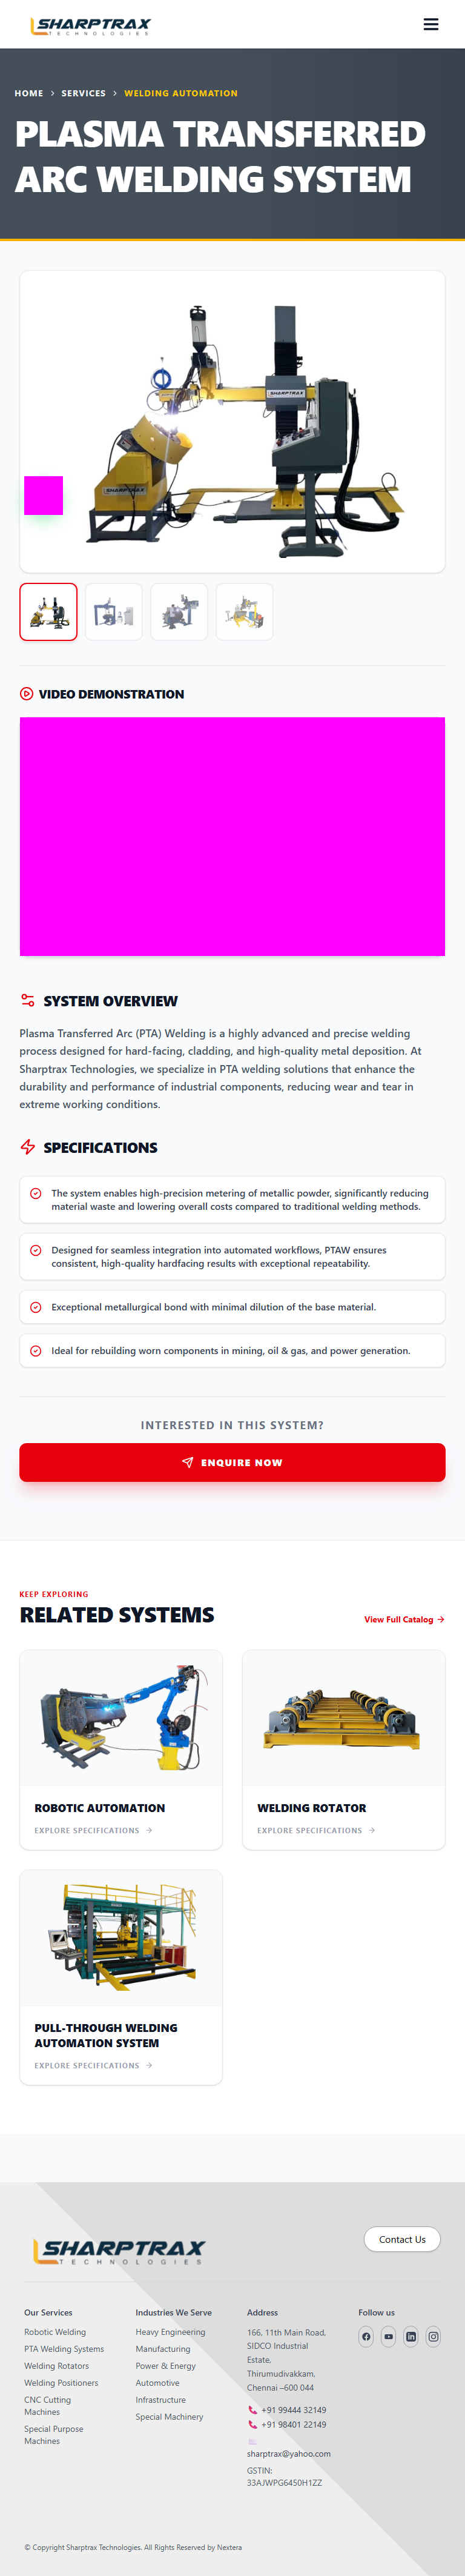 SHARPTRAX
TECHNOLOGIES
HOME > SERVICES > WELDING AUTOMATION
PLASMA TRANSFERRED
ARC WELDING SYSTEM
SHARPTRAX
SHARPTRAX
VIDEO DEMONSTRATION
SYSTEM OVERVIEW
Plasma Transferred Arc (PTA) Welding is a highly advanced and precise welding
process designed for hard-facing, cladding, and high-quality metal deposition. At
Sharptrax Technologies, we specialize in PTA welding solutions that enhance the
durability and performance of industrial components, reducing wear and tear in
extreme working conditions.
SPECIFICATIONS
The system enables high-precision metering of metallic powder, significantly reducing
material waste and lowering overall costs compared to traditional welding methods.
Designed for seamless integration into automated workflows, PTAW ensures
consistent, high-quality hardfacing results with exceptional repeatability.
Exceptional metallurgical bond with minimal dilution of the base material.
Ideal for rebuilding worn components in mining, oil & gas, and power generation.
INTERESTED IN THIS SYSTEM?
ENQUIRE NOW
KEEP EXPLORING
RELATED SYSTEMS
View Full Catalog →
ROBOTIC AUTOMATION
EXPLORE SPECIFICATIONS →
WELDING ROTATOR
EXPLORE SPECIFICATIONS →
PULL-THROUGH WELDING
AUTOMATION SYSTEM
EXPLORE SPECIFICATIONS →
SHARPTRAX
TECHNOLOGIES
Contact Us
Our Services
Robotic Welding
PTA Welding Systems
Welding Rotators
Welding Positioners
CNC Cutting
Machines
Special Purpose
Machines
Industries We Serve
Heavy Engineering
Manufacturing
Power & Energy
Automotive
Infrastructure
Special Machinery
Address
166, 11th Main Road,
SIDCO Industrial
Estate,
Thirumudivakkam,
Chennai –600 044
+91 99444 32149
+91 98401 22149
sharptrax@yahoo.com
GSTIN:
33AJWPG6450H1ZZ
Follow us
© Copyright Sharptrax Technologies. All Rights Reserved by Nextera